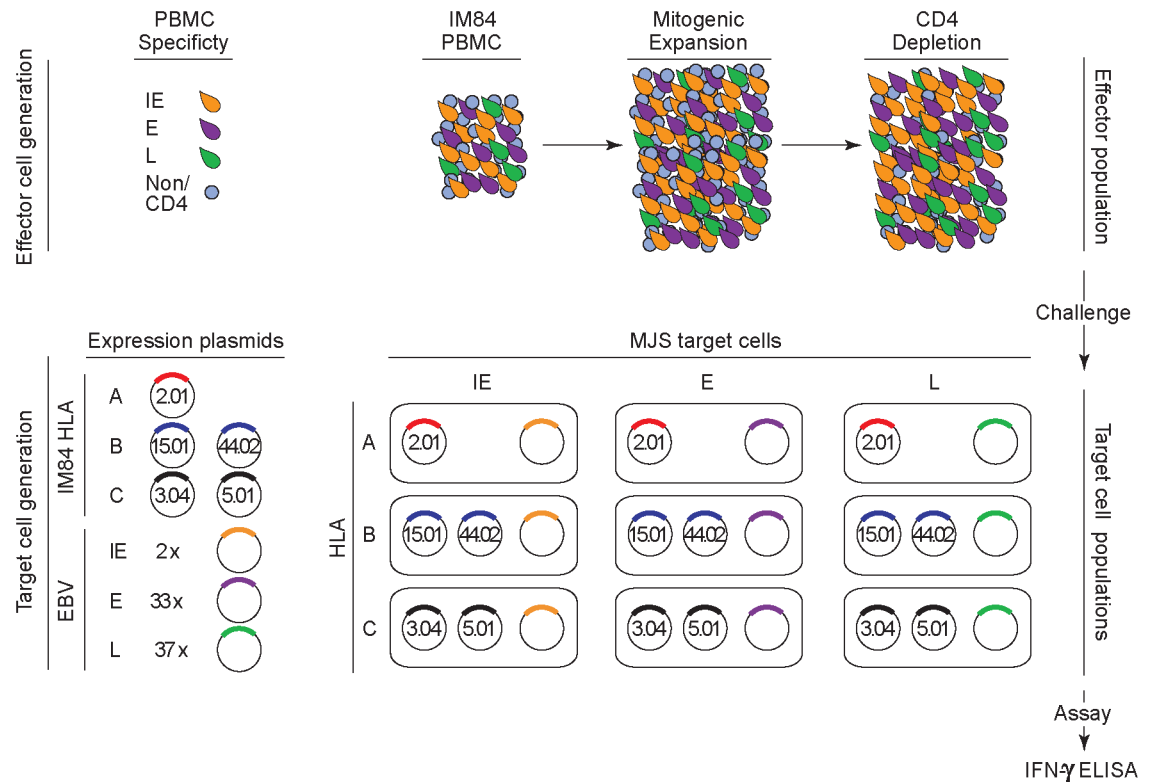 Effector cell generation
PBMC
Specificty
IE
E
L
Non/
CD4
IM84
PBMC
Mitogenic
Expansion
CD4
Depletion
Effector population
Challenge
Target cell generation
Expression plasmids
IM84 HLA
A
2.01
B
15.01
44.02
C
3.04
5.01
EBV
IE
2x
E
33x
L
37x
MJS target cells
IE
E
L
HLA
A
2.01
2.01
2.01
B
15.01
44.02
15.01
44.02
15.01
44.02
C
3.04
5.01
3.04
5.01
3.04
5.01
Target cell populations
Assay
IFN-γ ELISA